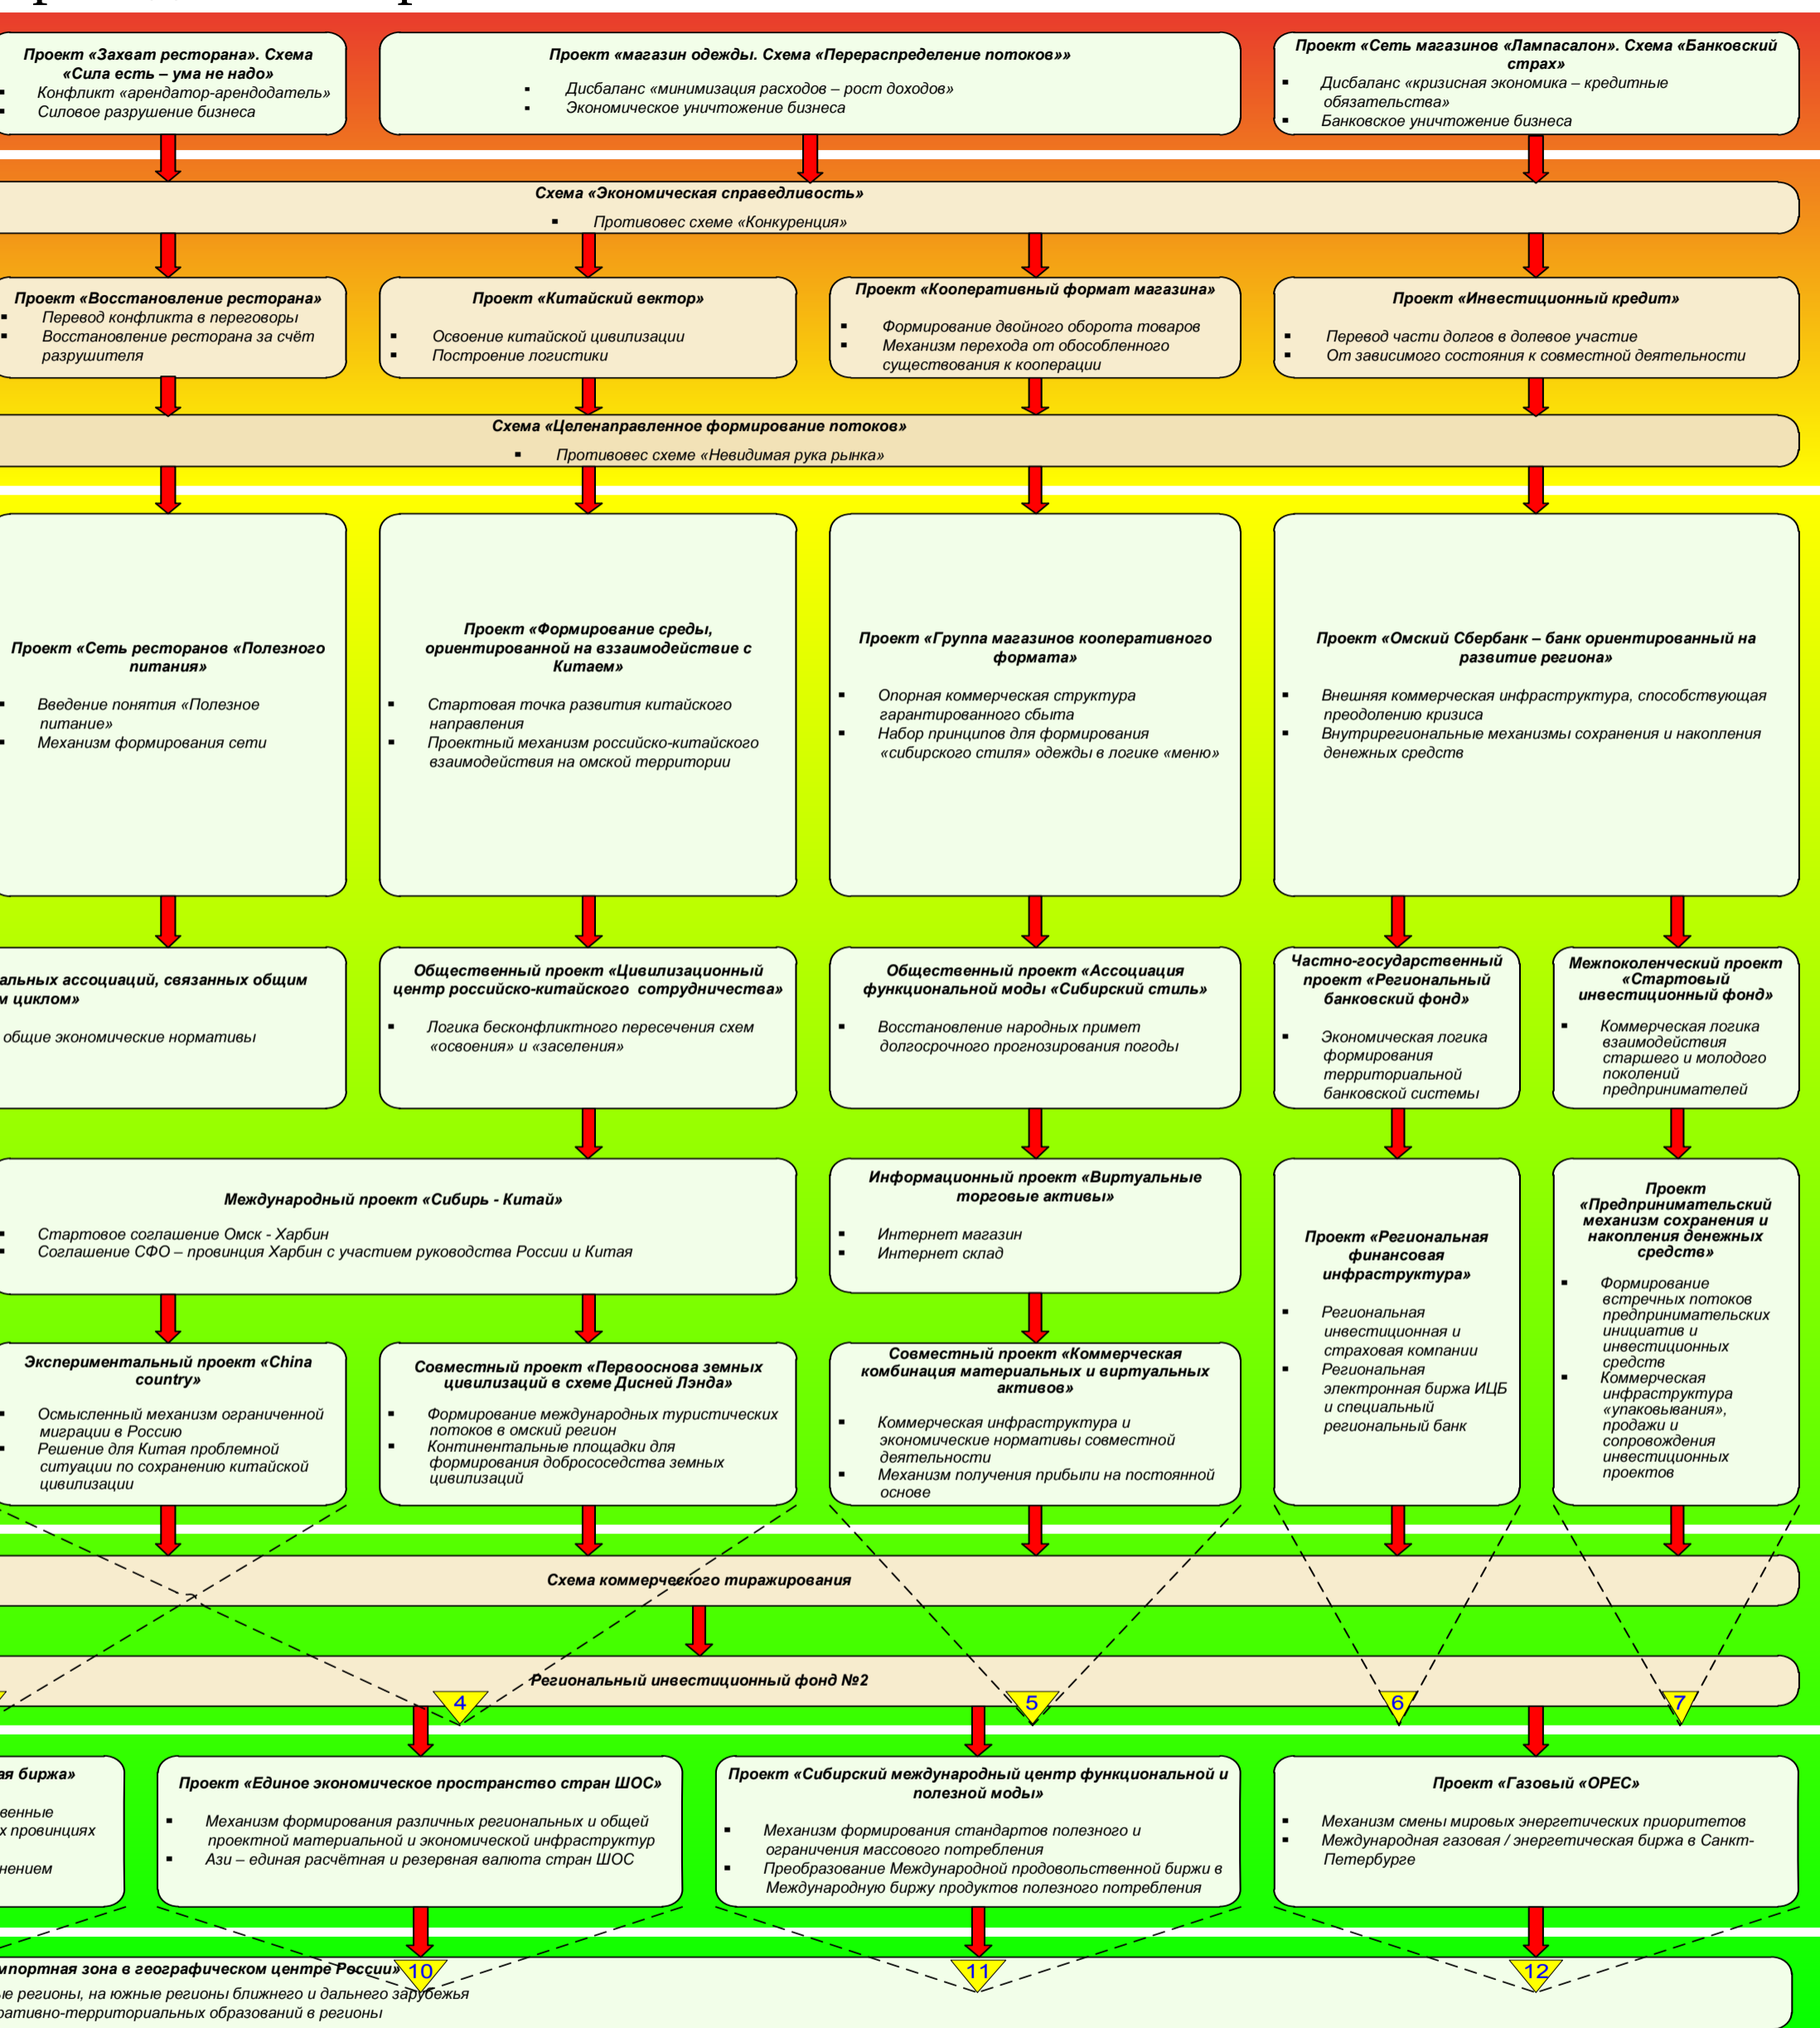 Проект «Захват ресторана». Схема
«Сила есть – ума не надо»
▪ Конфликт «арендатор-арендодатель»
▪ Силовое разрушение бизнеса
Проект «магазин одежды. Схема «Перераспределение потоков»»
▪ Дисбаланс «минимизация расходов – рост доходов»
▪ Экономическое уничтожение бизнеса
Проект «Сеть магазинов «Лампасалон». Схема «Банковский
страх»
▪ Дисбаланс «кризисная экономика – кредитные
обязательства»
▪ Банковское уничтожение бизнеса
Схема «Экономическая справедливость»
▪ Противовес схеме «Конкуренция»
Проект «Восстановление ресторана»
▪ Перевод конфликта в переговоры
▪ Восстановление ресторана за счёт
разрушителя
Проект «Китайский вектор»
▪ Освоение китайской цивилизации
▪ Построение логистики
Проект «Кооперативный формат магазина»
▪ Формирование двойного оборота товаров
▪ Механизм перехода от обособленного
существования к кооперации
Проект «Инвестиционный кредит»
▪ Перевод части долгов в долевое участие
▪ От зависимого состояния к совместной деятельности
Схема «Целенаправленное формирование потоков»
▪ Противовес схеме «Невидимая рука рынка»
Проект «Сеть ресторанов «Полезного
питания»
▪ Введение понятия «Полезное
питание»
▪ Механизм формирования сети
Проект «Формирование среды,
ориентированной на вззаимодействие с
Китаем»
▪ Стартовая точка развития китайского
направления
▪ Проектный механизм российско-китайского
взаимодействия на омской территории
Проект «Группа магазинов кооперативного
формата»
▪ Опорная коммерческая структура
гарантированного сбыта
▪ Набор принципов для формирования
«сибирского стиля» одежды в логике «меню»
Проект «Омский Сбербанк – банк ориентированный на
развитие региона»
▪ Внешняя коммерческая инфраструктура, способствующая
преодолению кризиса
▪ Внутрирегиональные механизмы сохранения и накопления
денежных средств
альных ассоциаций, связанных общим
м циклом»
общие экономические нормативы
Общественный проект «Цивилизационный
центр российско-китайского сотрудничества»
▪ Логика бесконфликтного пересечения схем
«освоения» и «заселения»
Общественный проект «Ассоциация
функциональной моды «Сибирский стиль»
▪ Восстановление народных примет
долгосрочного прогнозирования погоды
Частно-государственный
проект «Региональный
банковский фонд»
▪ Экономическая логика
формирования
территориальной
банковской системы
Межпоколенческий проект
«Стартовый
инвестиционный фонд»
▪ Коммерческая логика
взаимодействия
старшего и молодого
поколений
предпринимателей
Международный проект «Сибирь - Китай»
▪ Стартовое соглашение Омск - Харбин
▪ Соглашение СФО – провинция Харбин с участием руководства России и Китая
Информационный проект «Виртуальные
торговые активы»
▪ Интернет магазин
▪ Интернет склад
Проект «Региональная
финансовая
инфраструктура»
▪ Региональная
инвестиционная и
страховая компании
▪ Региональная
электронная биржа ИЦБ
и специальный
региональный банк
Проект
«Предпринимательский
механизм сохранения и
накопления денежных
средств»
▪ Формирование
встречных потоков
предпринимательских
инициатив и
инвестиционных
средств
▪ Коммерческая
инфраструктура
«упаковывания»,
продажи и
сопровождения
инвестиционных
проектов
Экспериментальный проект «China
country»
▪ Осмысленный механизм ограниченной
миграции в Россию
▪ Решение для Китая проблемной
ситуации по сохранению китайской
цивилизации
Совместный проект «Первооснова земных
цивилизаций в схеме Дисней Лэнда»
▪ Формирование международных туристических
потоков в омский регион
▪ Континентальные площадки для
формирования добрососедства земных
цивилизаций
Совместный проект «Коммерческая
комбинация материальных и виртуальных
активов»
▪ Коммерческая инфраструктура и
экономические нормативы совместной
деятельности
▪ Механизм получения прибыли на постоянной
основе
Схема коммерческого тиражирования
Региональный инвестиционный фонд №2
4
5
6
7
ая биржа»
венные
х провинциях
нением
Проект «Единое экономическое пространство стран ШОС»
▪ Механизм формирования различных региональных и общей
проектной материальной и экономической инфраструктур
▪ Ази – единая расчётная и резервная валюта стран ШОС
Проект «Сибирский международный центр функциональной и
полезной моды»
▪ Механизм формирования стандартов полезного и
ограничения массового потребления
▪ Преобразование Международной продовольственной биржи в
Международную биржу продуктов полезного потребления
Проект «Газовый «ОРЕС»
▪ Механизм смены мировых энергетических приоритетов
▪ Международная газовая / энергетическая биржа в Санкт-
Петербурге
мпортная зона в географическом центре России»
10
11
12
ые регионы, на южные регионы ближнего и дальнего зарубежья
ративно-территориальных образований в регионы